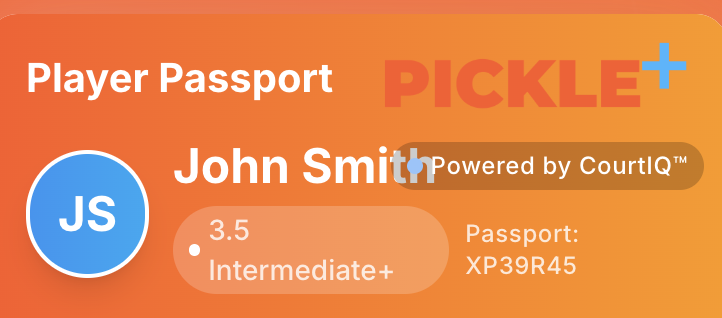 Player Passport
PICKLE+
John Smith
Powered by CourtIQ™
JS
3.5
Intermediate+
Passport:
XP39R45